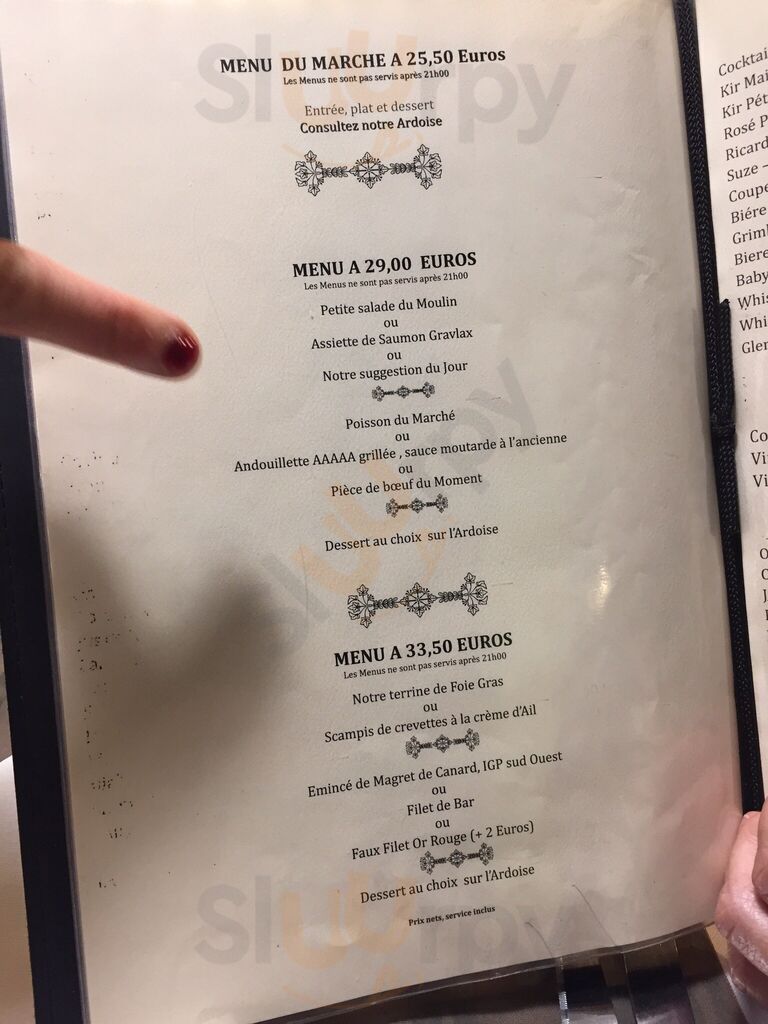 MENU DU MARCHE A 25,50 Euros
Les Menus ne sont pas servis après 21h00
Entrée, plat et dessert
Consultez notre Ardoise
MENU A 29,00 EUROS
Les Menus ne sont pas servis après 21h00
Petite salade du Moulin
ou
Assiette de Saumon Gravlax
ou
Notre suggestion du Jour
Poisson du Marché
ou
Andouillette AAAAA grillée , sauce moutarde à l'ancienne
ou
Pièce de bœuf du Moment
Dessert au choix sur l'Ardoise
MENU A 33,50 EUROS
Les Menus ne sont pas servis après 21h00
Notre terrine de Foie Gras
ou
Scampis de crevettes à la crème d'Ail
Emincé de Magret de Canard, IGP sud Ouest
ou
Filet de Bar
ou
Faux Filet Or Rouge (+ 2 Euros)
Dessert au choix sur l'Ardoise
Prix nets, service inclus
Sluurpy
Sluurpy
Sluurpy
Cocktai
Kir Mai
Kir Pét
Rosé P
Ricard
Suze –
Coupe
Biére
Griml
Biere
Baby
Whis
Whi
Gler
Co
Vi
Vi